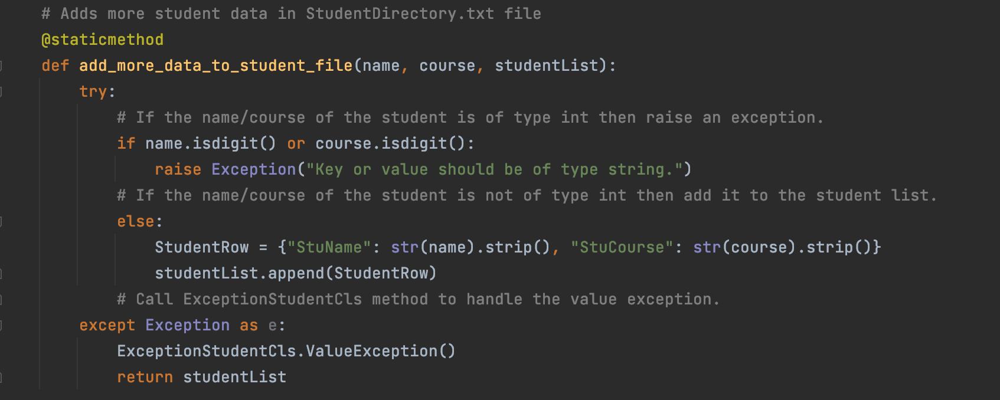 # Adds more student data in StudentDirectory.txt file
@staticmethod
def add_more_data_to_student_file(name, course, studentList):
try:
# If the name/course of the student is of type int then raise an exception.
if name.isdigit() or course.isdigit():
raise Exception("Key or value should be of type string.")
# If the name/course of the student is not of type int then add it to the student list.
else:
StudentRow = {"StuName": str(name).strip(), "StuCourse": str(course).strip()}
studentList.append(StudentRow)
# Call ExceptionStudentCls method to handle the value exception.
except Exception as e:
ExceptionStudentCls.ValueException()
return studentList